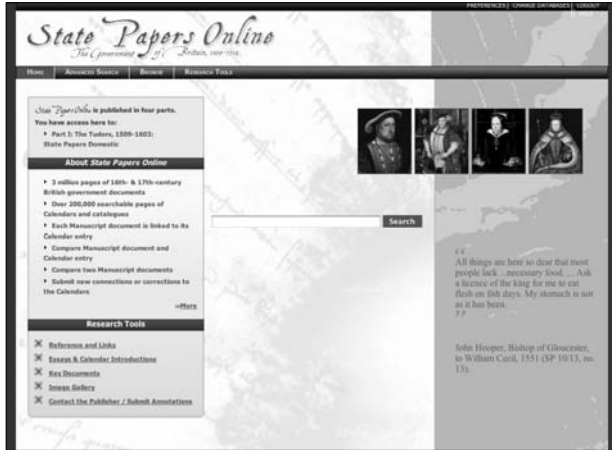 PREFERENCES | CHANGE DATABASES | LOGOUT
State Papers Online
The Government of Britain, 1509-1714
HOME ADVANCED SEARCH BROWSE RESEARCH TOOLS
State Papers Online is published in four parts.
You have access here to:
Part I: The Tudors, 1509-1603:
State Papers Domestic
About State Papers Online
3 million pages of 16th- & 17th-century
British government documents
Over 200,000 searchable pages of
Calendars and catalogues
Each Manuscript document is linked to its
Calendar entry
Compare Manuscript document and
Calendar entry
Compare two Manuscript documents
Submit new connections or corrections to
the Calendars
»More
Research Tools
Reference and Links
Essays & Calendar Introductions
Key Documents
Image Gallery
Contact the Publisher / Submit Annotations
Search
“
All things are here so dear that most
people lack ...necessary food. ... Ask
a licence of the king for me to eat
flesh on fish days. My stomach is not
as it has been.
”
John Hooper, Bishop of Gloucester,
to William Cecil, 1551 (SP 10/13, no.
13).